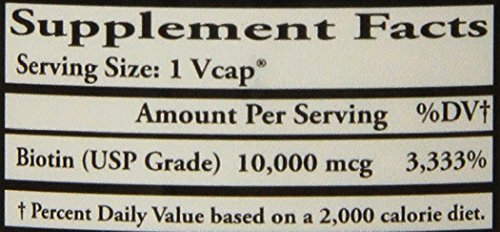 Supplement Facts
Serving Size: 1 Vcap®
Amount Per Serving %DV†
Biotin (USP Grade) 10,000 mcg 3,333%
† Percent Daily Value based on a 2,000 calorie diet.